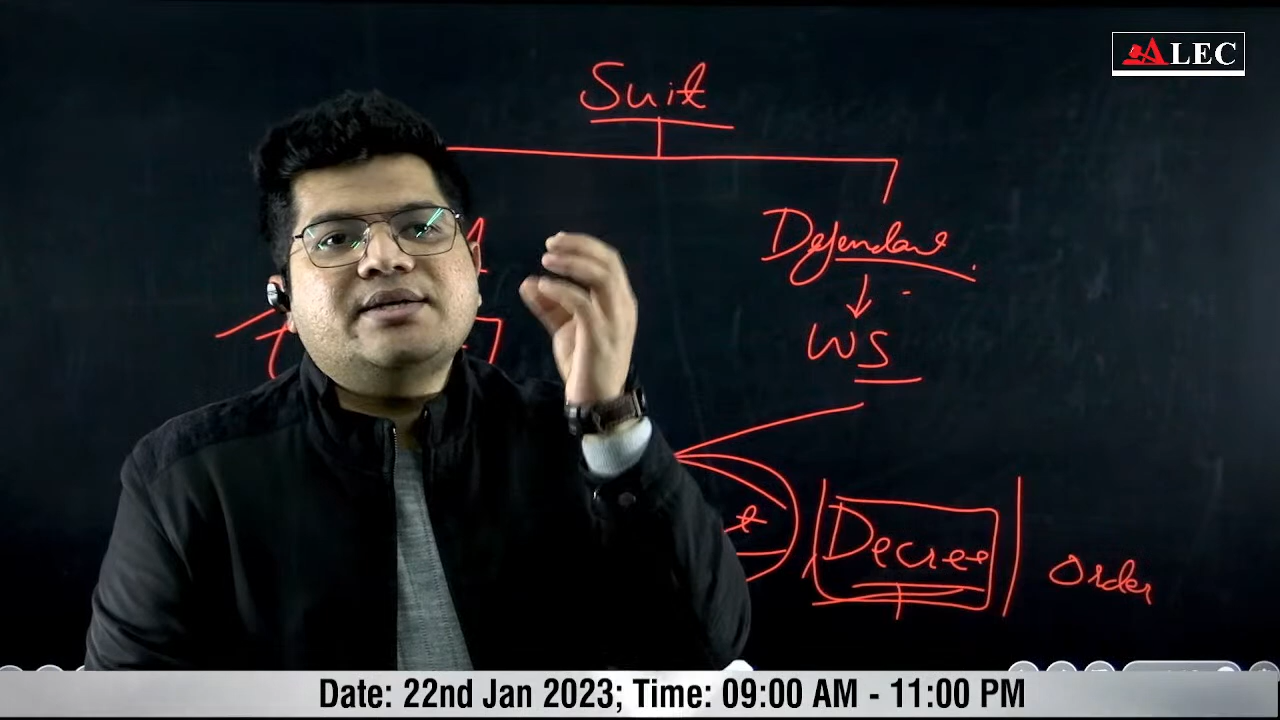 ALEC
Suit
Defendant
WS
Decree
Order
Date: 22nd Jan 2023; Time: 09:00 AM - 11:00 PM